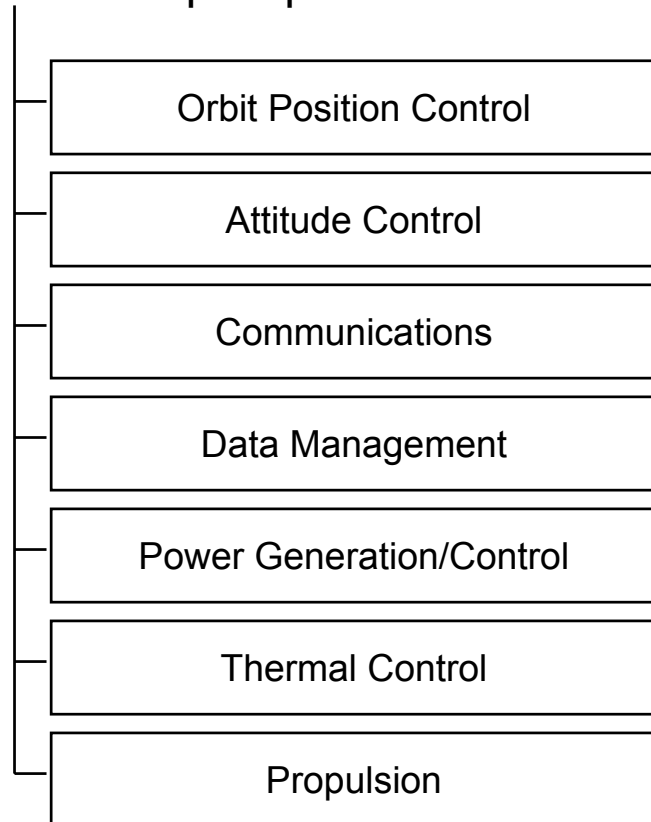 Orbit Position Control
Attitude Control
Communications
Data Management
Power Generation/Control
Thermal Control
Propulsion